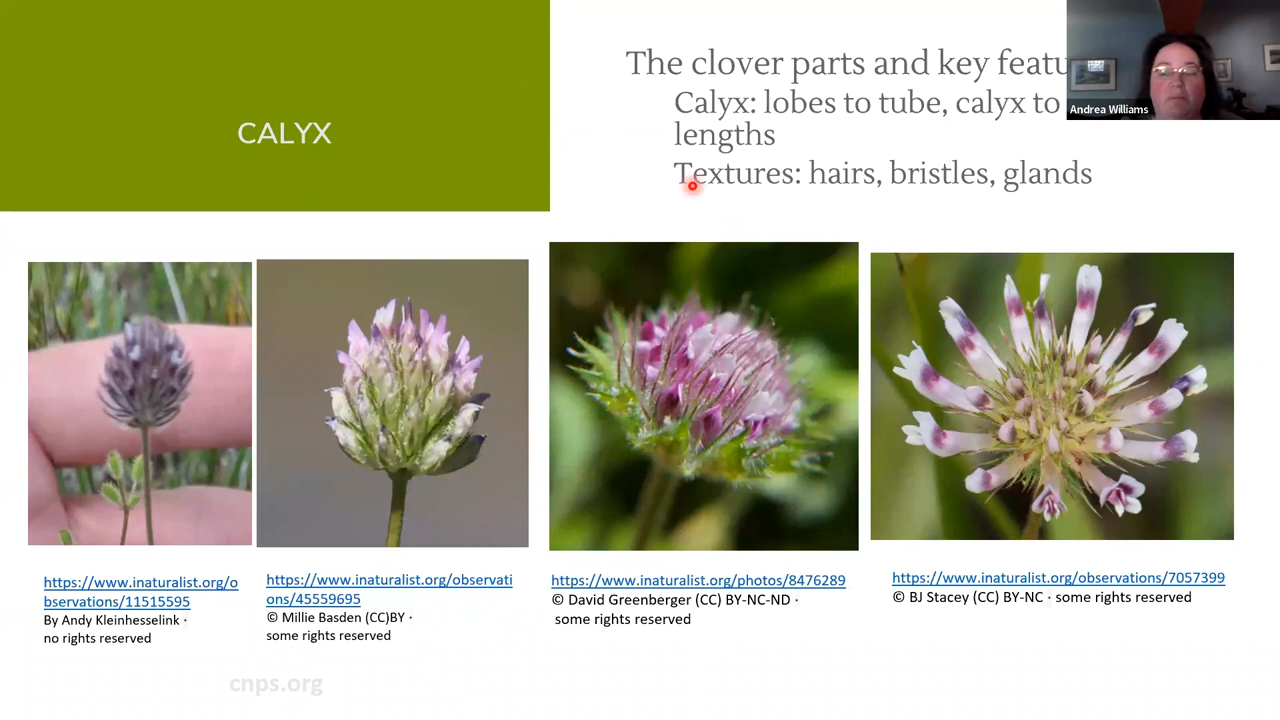 CALYX
The clover parts and key featu
Calyx: lobes to tube, calyx to
lengths
Textures: hairs, bristles, glands
Andrea Williams
https://www.inaturalist.org/o
bservations/11515595
By Andy Kleinhesselink ·
no rights reserved
https://www.inaturalist.org/observati
ons/45559695
© Millie Basden (CC)BY ·
some rights reserved
https://www.inaturalist.org/photos/8476289
© David Greenberger (CC) BY-NC-ND ·
some rights reserved
https://www.inaturalist.org/observations/7057399
© BJ Stacey (CC) BY-NC · some rights reserved
cnps.org